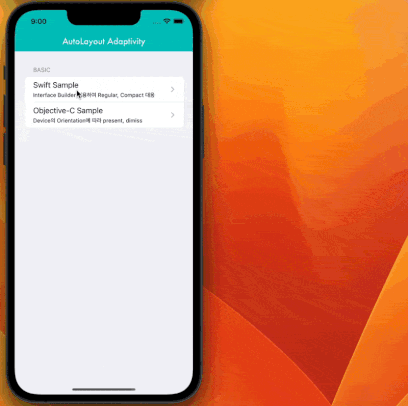 9:00
AutoLayout Adaptivity
BASIC
Swift Sample
Interface Builder 용하여 Regular, Compact 대응
Objective-C Sample
Device의 Orientation에 따라 present, dimiss